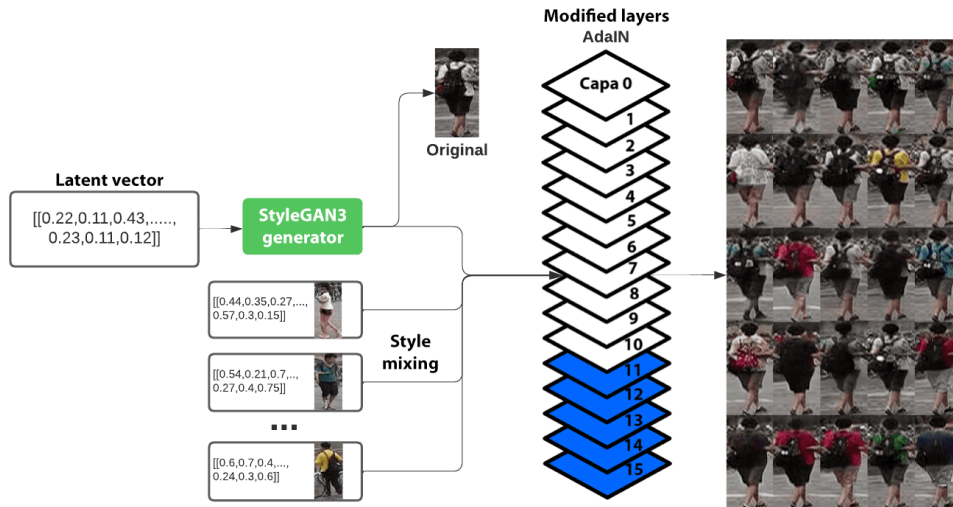 Modified layers
AdaIN
Capa 0
1
2
3
4
5
6
7
8
9
10
11
12
13
14
15
Original
Latent vector
[[0.22,0.11,0.43,.....,
0.23,0.11,0.12]]
StyleGAN3
generator
[[0.44,0.35,0.27,...,
0.57,0.3,0.15]]
Style
mixing
[[0.54,0.21,0.7,..,
0.27,0.4,0.75]]
...
[[0.6,0.7,0.4,...,
0.24,0.3,0.6]]